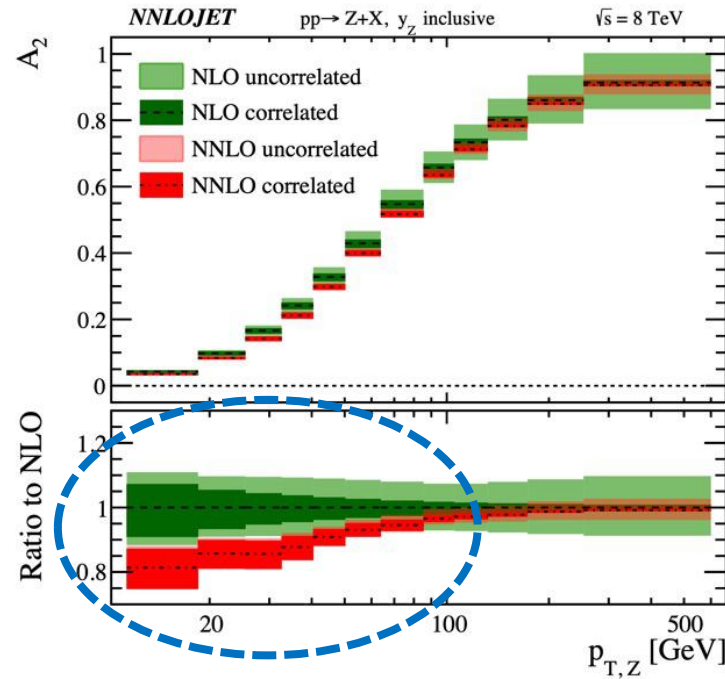 NNLOJET pp→ Z+X, y_Z inclusive √s = 8 TeV
A₂
1
0.8
0.6
0.4
0.2
0
NLO uncorrelated
NLO correlated
NNLO uncorrelated
NNLO correlated
Ratio to NLO
1.2
1
0.8
20 100 500
p_T,Z [GeV]